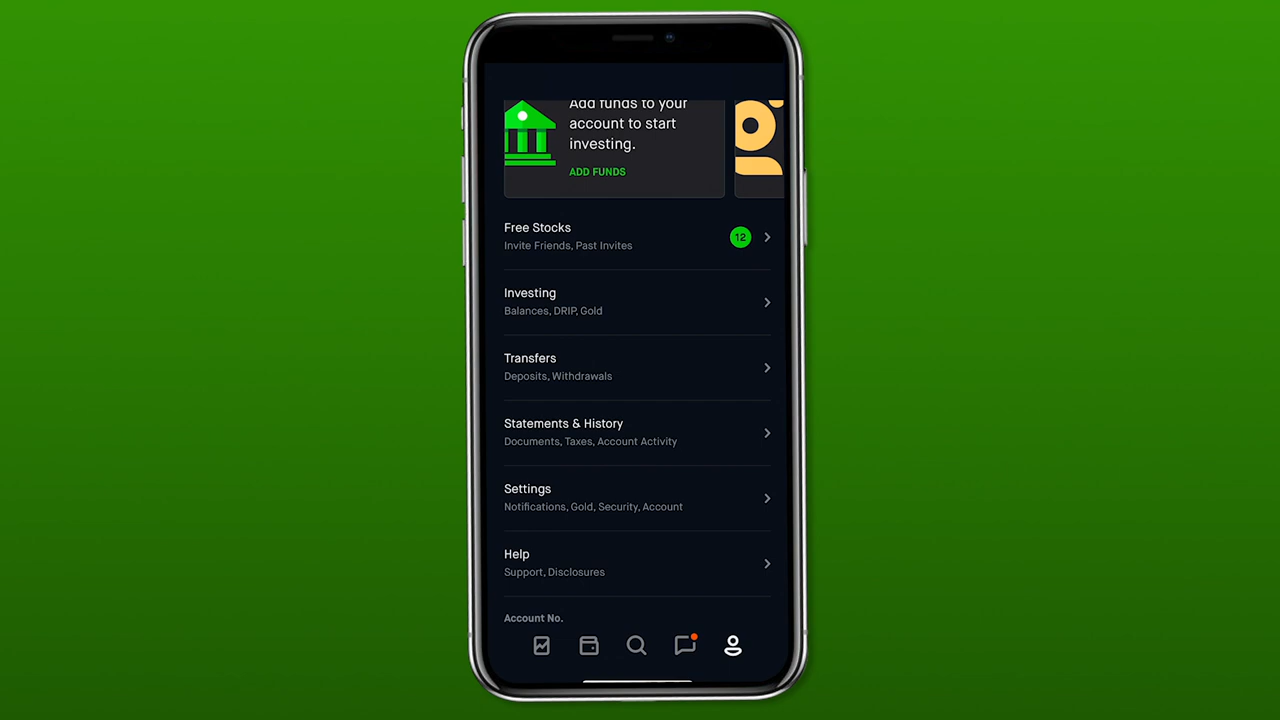 Add funds to your
account to start
investing.
ADD FUNDS
Free Stocks
Invite Friends, Past Invites
12
Investing
Balances, DRIP, Gold
Transfers
Deposits, Withdrawals
Statements & History
Documents, Taxes, Account Activity
Settings
Notifications, Gold, Security, Account
Help
Support, Disclosures
Account No.